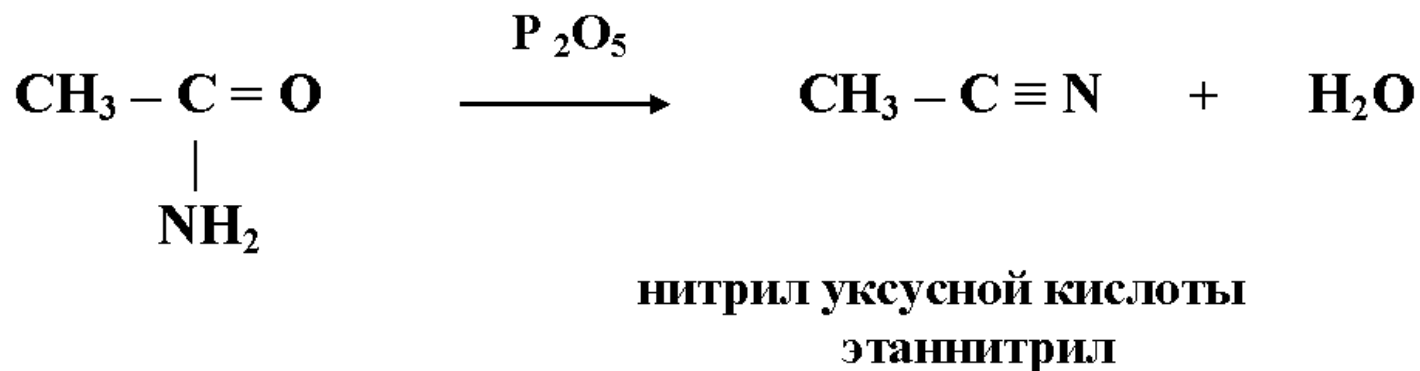 P₂O₅
CH₃ – C = O → CH₃ – C ≡ N + H₂O
|
NH₂
нитрил уксусной кислоты
этаннитрил